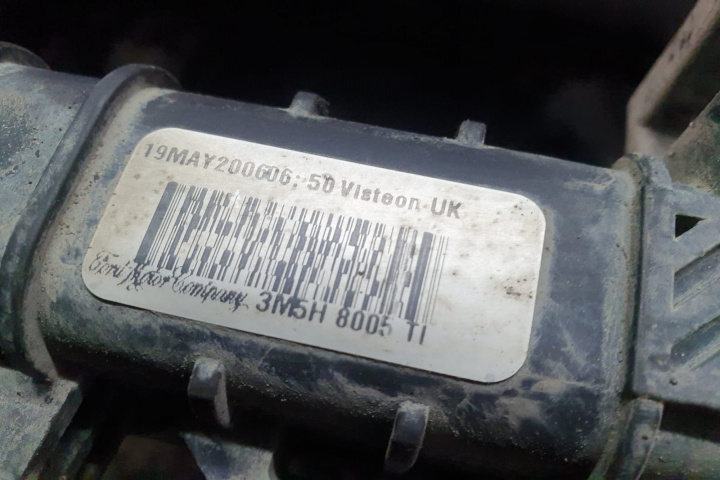 19MAY200606:50 Visteon-UK
Ford Motor Company 3M5H 8005 TI